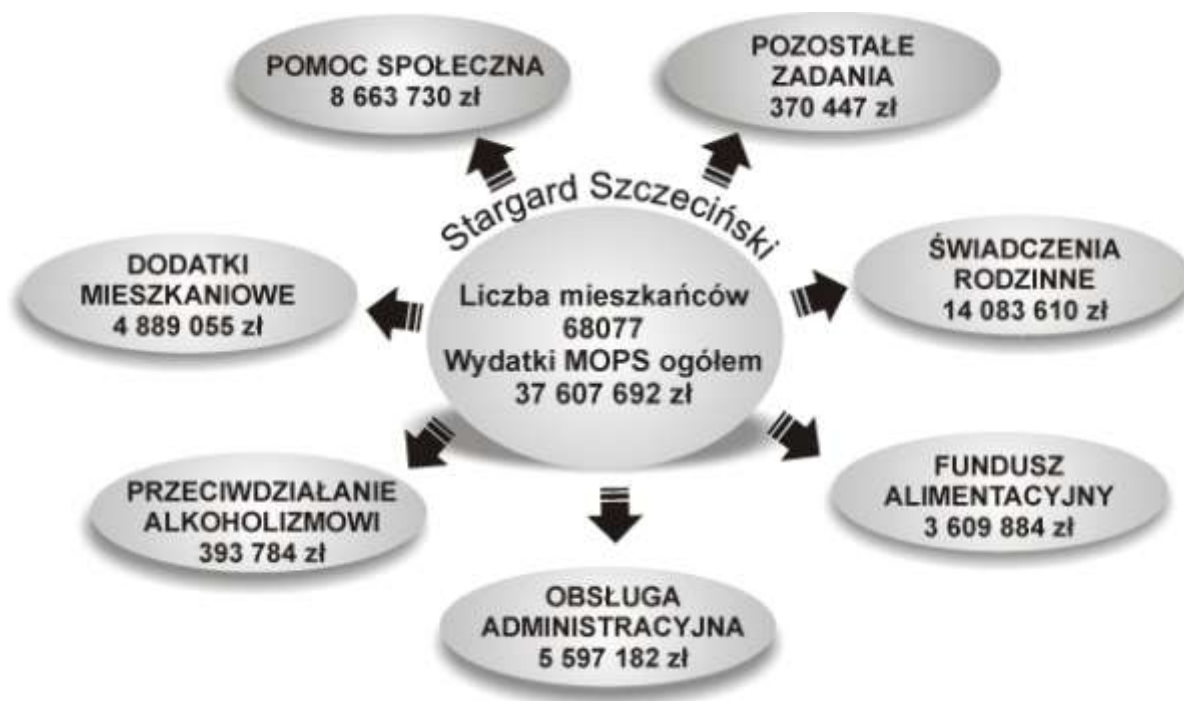 POMOC SPOŁECZNA
8 663 730 zł
POZOSTAŁE
ZADANIA
370 447 zł
Stargard Szczeciński
DODATKI
MIESZKANIOWE
4 889 055 zł
Liczba mieszkańców
68077
Wydatki MOPS ogółem
37 607 692 zł
ŚWIADCZENIA
RODZINNE
14 083 610 zł
PRZECIWDZIAŁANIE
ALKOHOLIZMOWI
393 784 zł
FUNDUSZ
ALIMENTACYJNY
3 609 884 zł
OBSŁUGA
ADMINISTRACYJNA
5 597 182 zł